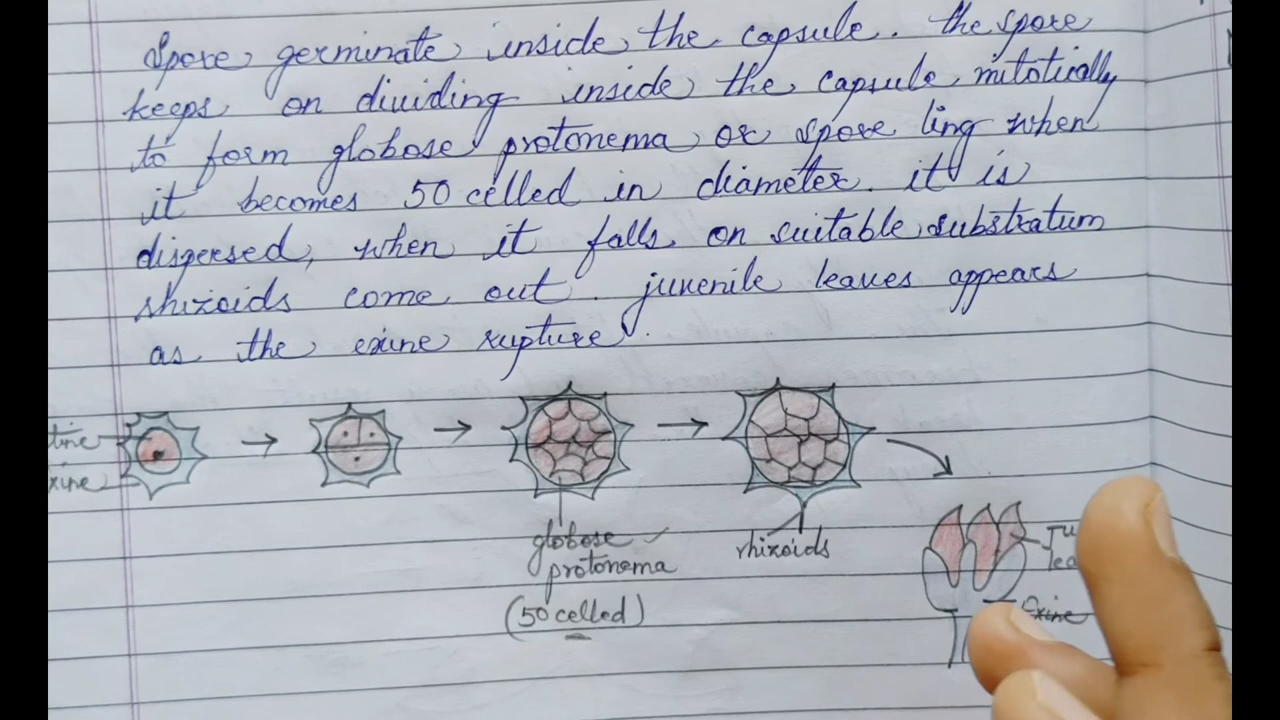 Spore germinate inside the capsule. the spore
keeps on dividing inside the capsule mitotically
to form globose protonema or spore ling when
it becomes 50 celled in diameter. it is
dispersed, when it falls on suitable substratum
rhizoids come out. juvenile leaves appears
as the exine rupture.
tine
xine
globose
protonema
(50 celled)
rhizoids
Ju
lea
Exine